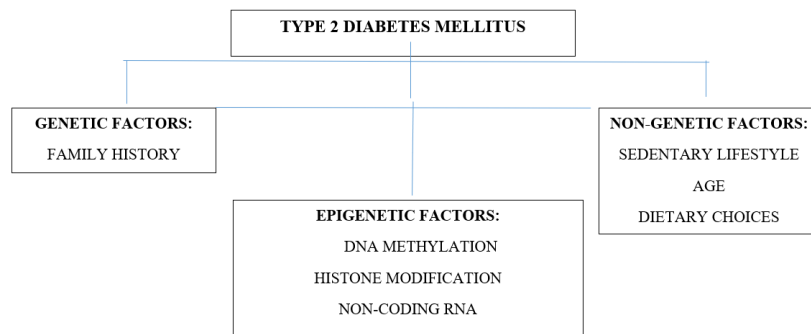 TYPE 2 DIABETES MELLITUS
GENETIC FACTORS:
FAMILY HISTORY
NON-GENETIC FACTORS:
SEDENTARY LIFESTYLE
AGE
DIETARY CHOICES
EPIGENETIC FACTORS:
DNA METHYLATION
HISTONE MODIFICATION
NON-CODING RNA